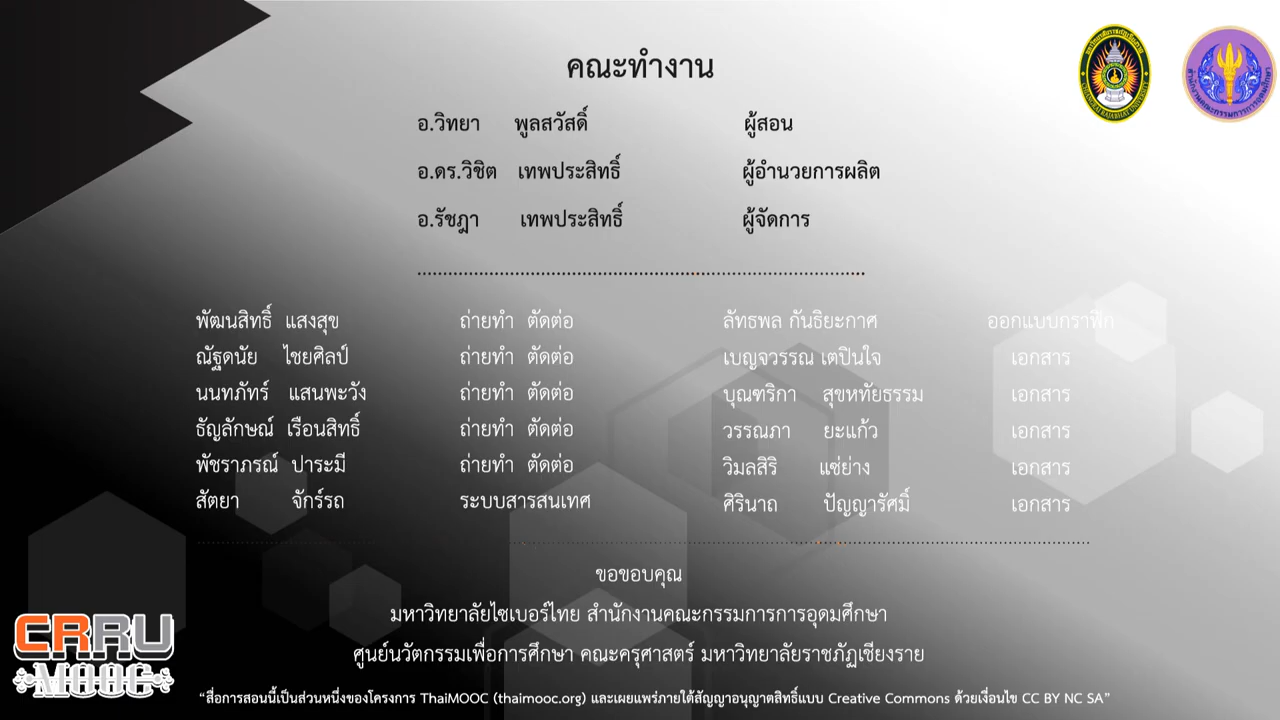 คณะทำงาน
อ.วิทยา พูลสวัสดิ์ ผู้สอน
อ.ดร.วิชิต เทพประสิทธิ์ ผู้อำนวยการผลิต
อ.รัชฎา เทพประสิทธิ์ ผู้จัดการ
พัฒนสิทธิ์ แสงสุข ถ่ายทำ ตัดต่อ ลัทธพล กันธิยะกาศ ออกแบบกราฟิก
ณัฐดนัย ไชยศิลป์ ถ่ายทำ ตัดต่อ เบญจวรรณ เตปินใจ เอกสาร
นนทภัทร์ แสนพะวัง ถ่ายทำ ตัดต่อ บุณฑริกา สุขหทัยธรรม เอกสาร
ธัญลักษณ์ เรือนสิทธิ์ ถ่ายทำ ตัดต่อ วรรณภา ยะแก้ว เอกสาร
พัชราภรณ์ ปาระมี ถ่ายทำ ตัดต่อ วิมลสิริ แซ่ย่าง เอกสาร
สัตยา จักร์รถ ระบบสารสนเทศ ศิรินาถ ปัญญารัศมิ์ เอกสาร
ขอขอบคุณ
มหาวิทยาลัยไซเบอร์ไทย สำนักงานคณะกรรมการการอุดมศึกษา
ศูนย์นวัตกรรมเพื่อการศึกษา คณะครุศาสตร์ มหาวิทยาลัยราชภัฏเชียงราย
CRRU
MOOC
“สื่อการสอนนี้เป็นส่วนหนึ่งของโครงการ ThaiMOOC (thaimooc.org) และเผยแพร่ภายใต้สัญญาอนุญาตสิทธิ์แบบ Creative Commons ด้วยเงื่อนไข CC BY NC SA”